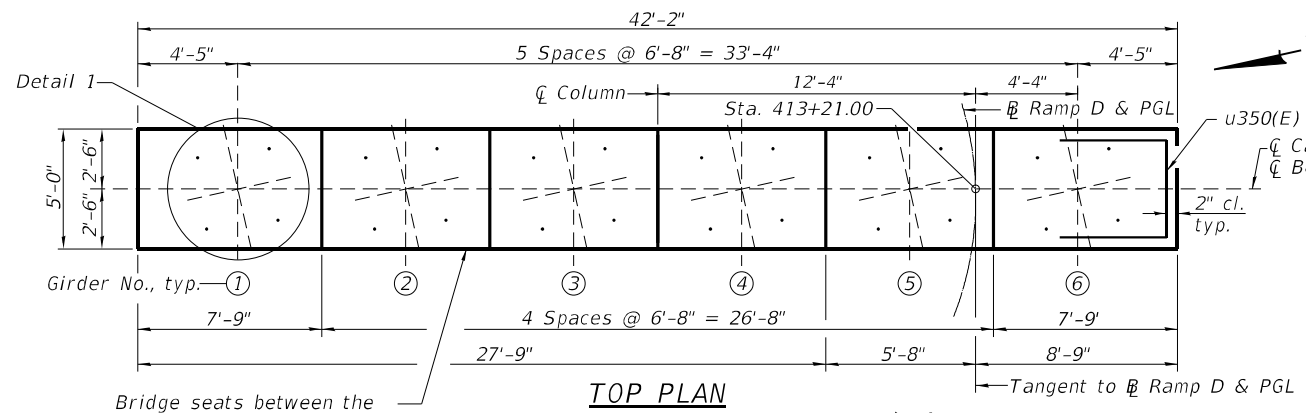 42'-2"
4'-5"
5 Spaces @ 6'-8" = 33'-4"
4'-5"
Detail 1
12'-4"
4'-4"
℄ Column
Sta. 413+21.00
B Ramp D & PGL
u350(E)
℄ Ca
℄ B
5'-0"
2'-6"
2'-6"
2" cl.
typ.
Girder No., typ.
1
2
3
4
5
6
7'-9"
4 Spaces @ 6'-8" = 26'-8"
7'-9'
27'-9"
5'-8"
8'-9"
Bridge seats between the
TOP PLAN
Tangent to B Ramp D & PGL